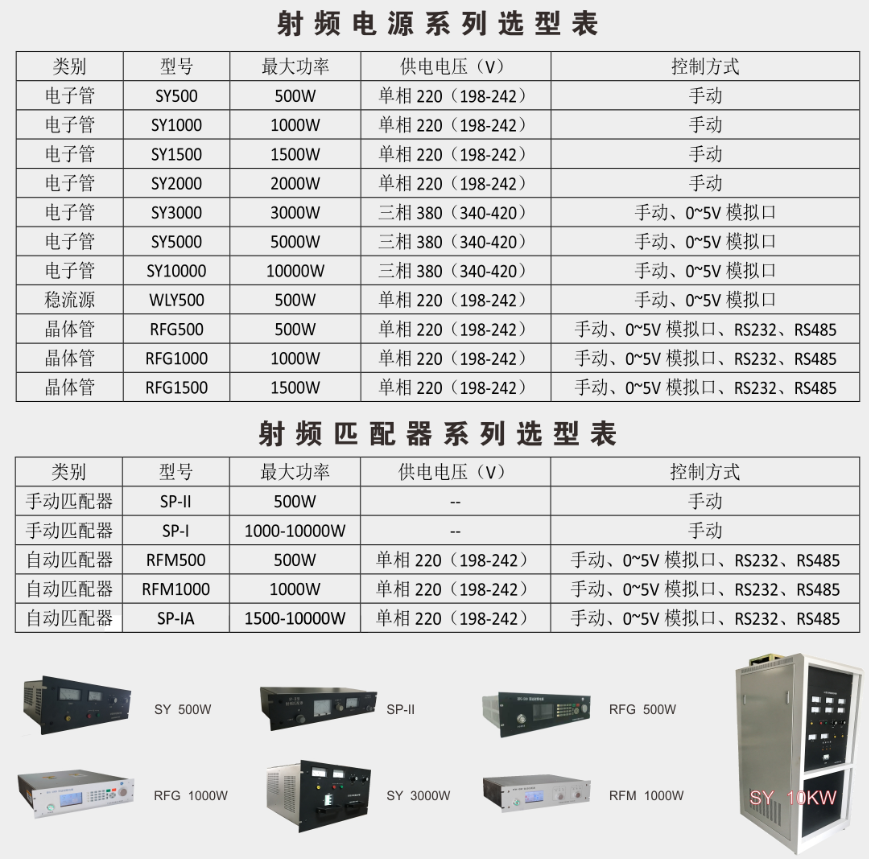 射频电源系列选型表
类别 型号 最大功率 供电电压（V） 控制方式
电子管 SY500 500W 单相 220（198-242） 手动
电子管 SY1000 1000W 单相 220（198-242） 手动
电子管 SY1500 1500W 单相 220（198-242） 手动
电子管 SY2000 2000W 单相 220（198-242） 手动
电子管 SY3000 3000W 三相 380（340-420） 手动、0~5V 模拟口
电子管 SY5000 5000W 三相 380（340-420） 手动、0~5V 模拟口
电子管 SY10000 10000W 三相 380（340-420） 手动、0~5V 模拟口
稳流源 WLY500 500W 单相 220（198-242） 手动、0~5V 模拟口
晶体管 RFG500 500W 单相 220（198-242） 手动、0~5V 模拟口、RS232、RS485
晶体管 RFG1000 1000W 单相 220（198-242） 手动、0~5V 模拟口、RS232、RS485
晶体管 RFG1500 1500W 单相 220（198-242） 手动、0~5V 模拟口、RS232、RS485
射频匹配器系列选型表
类别 型号 最大功率 供电电压（V） 控制方式
手动匹配器 SP-II 500W -- 手动
手动匹配器 SP-I 1000-10000W -- 手动
自动匹配器 RFM500 500W 单相 220（198-242） 手动、0~5V 模拟口、RS232、RS485
自动匹配器 RFM1000 1000W 单相 220（198-242） 手动、0~5V 模拟口、RS232、RS485
自动匹配器 SP-IA 1500-10000W 单相 220（198-242） 手动、0~5V 模拟口、RS232、RS485
SY 500W
SP-II
RFG 500W
RFG 1000W
SY 3000W
RFM 1000W
SY 10KW